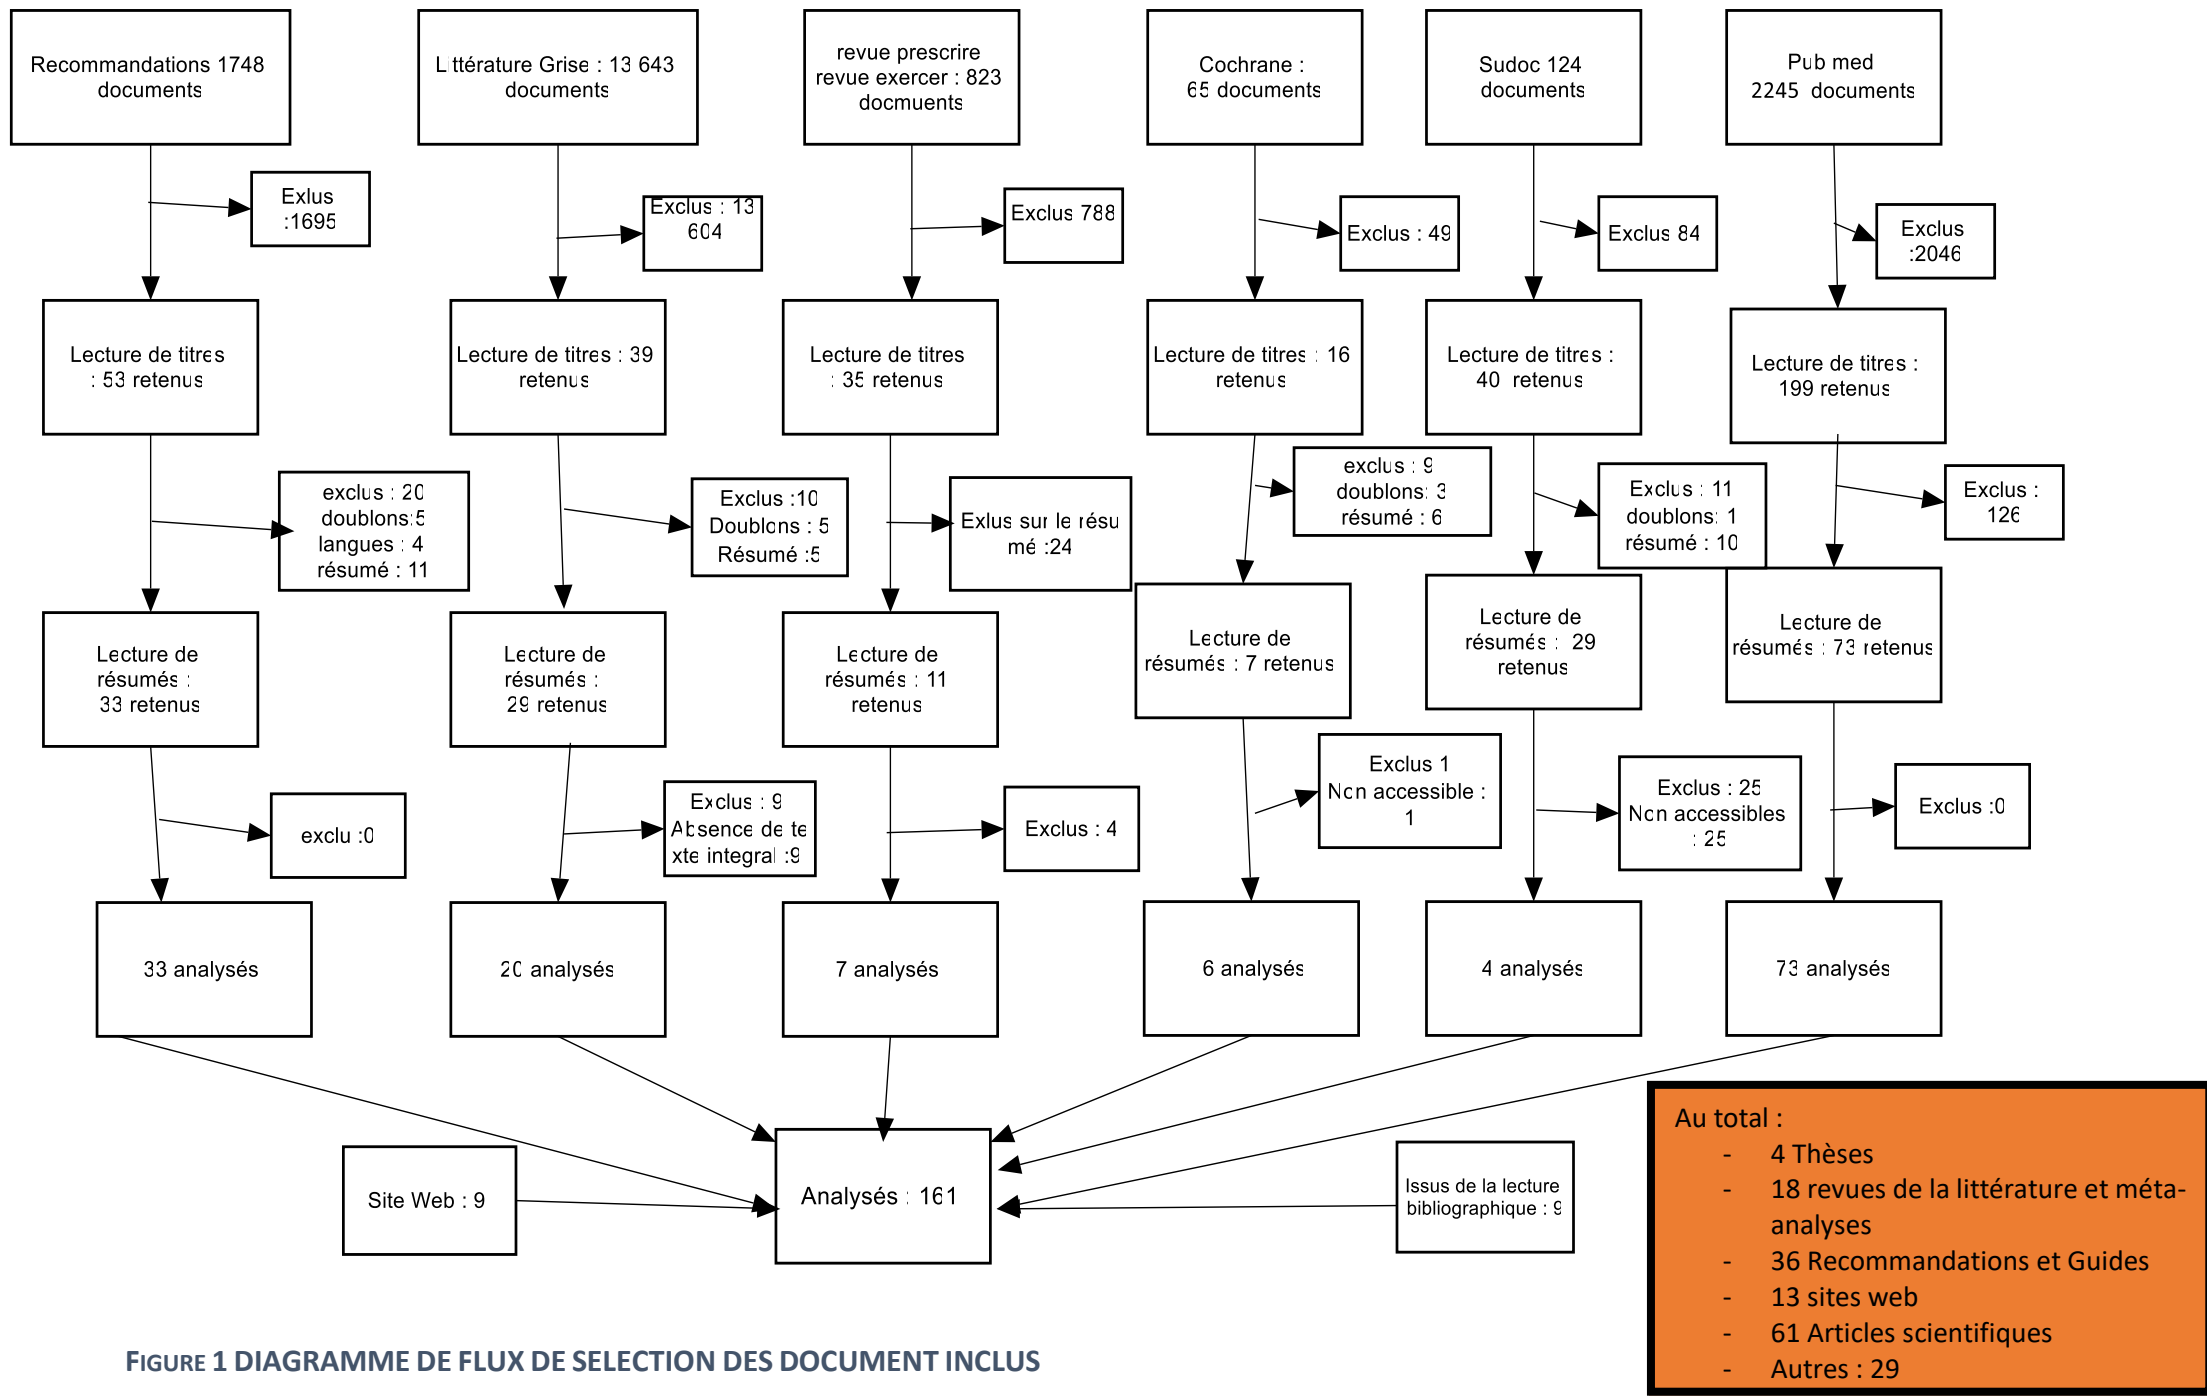 Recommandations 1748
documents
Littérature Grise : 13 643
documents
revue prescrire
revue exercer : 823
docmuents
Cochrane :
65 documents
Sudoc 124
documents
Pub med
2245 documents
Exlus
:1695
Exclus : 13
604
Exclus 788
Exclus : 49
Exclus 84
Exclus
:2046
Lecture de titres
: 53 retenus
Lecture de titres : 39
retenus
Lecture de titres
: 35 retenus
Lecture de titres : 16
retenus
Lecture de titres :
40 retenus
Lecture de titres :
199 retenus
exclus : 20
doublons:5
langues : 4
résumé : 11
Exclus :10
Doublons : 5
Résumé :5
Exlus sur le résu
mé :24
exclus : 9
doublons: 3
résumé : 6
Exclus : 11
doublons: 1
résumé : 10
Exclus :
126
Lecture de
résumés :
33 retenus
Lecture de
résumés :
29 retenus
Lecture de
résumés : 11
retenus
Lecture de
résumés : 7 retenus
Lecture de
résumés : 29
retenus
Lecture de
résumés : 73 retenus
exclu :0
Exclus : 9
Absence de te
xte integral :9
Exclus : 4
Exclus 1
Non accessible :
1
Exclus : 25
Non accessibles
: 25
Exclus :0
33 analysés
20 analysés
7 analysés
6 analysés
4 analysés
73 analysés
Site Web : 9
Analysés : 161
Issus de la lecture
bibliographique : 9
Au total :
- 4 Thèses
- 18 revues de la littérature et méta-
analyses
- 36 Recommandations et Guides
- 13 sites web
- 61 Articles scientifiques
- Autres : 29
FIGURE 1 DIAGRAMME DE FLUX DE SELECTION DES DOCUMENT INCLUS